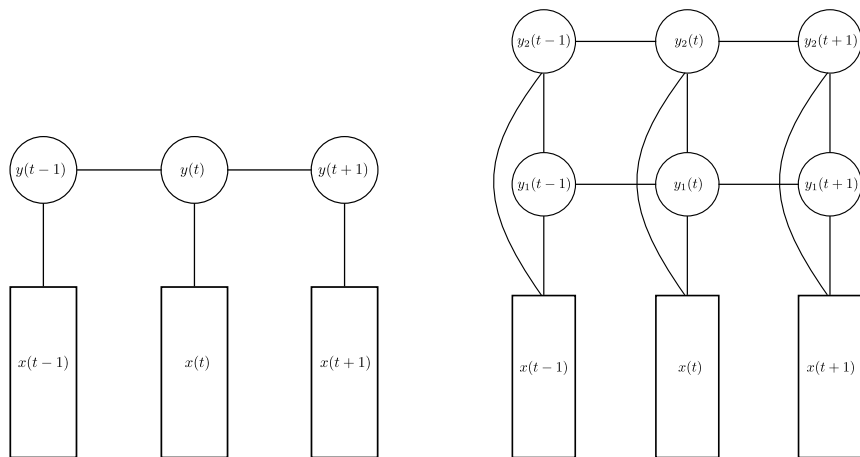 y(t − 1)
y(t)
y(t + 1)
x(t − 1)
x(t)
x(t + 1)
y₂(t − 1)
y₂(t)
y₂(t + 1)
y₁(t − 1)
y₁(t)
y₁(t + 1)
x(t − 1)
x(t)
x(t + 1)